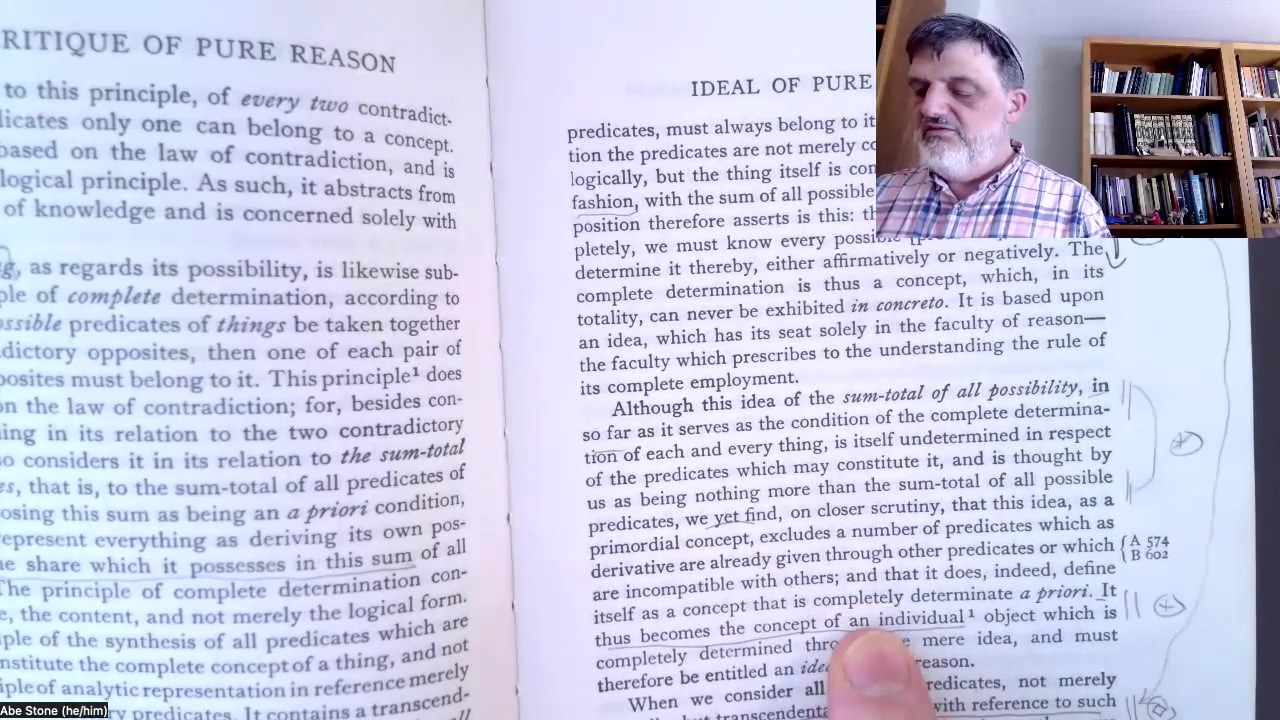 RITIQUE OF PURE REASON
to this principle, of every two contradict-
licates only one can belong to a concept.
based on the law of contradiction, and is
logical principle. As such, it abstracts from
of knowledge and is concerned solely with
g, as regards its possibility, is likewise sub-
ple of complete determination, according to
ossible predicates of things be taken together
dictory opposites, then one of each pair of
posites must belong to it. This principle¹ does
on the law of contradiction; for, besides con-
ing in its relation to the two contradictory
so considers it in its relation to the sum-total
es, that is, to the sum-total of all predicates of
osing this sum as being an a priori condition,
epresent everything as deriving its own pos-
e share which it possesses in this sum of all
The principle of complete determination con-
e, the content, and not merely the logical form.
ple of the synthesis of all predicates which are
nstitute the complete concept of a thing, and not
iple of analytic representation in reference merely
ry predicates. It contains a transcend-
Abe Stone (he/him)
IDEAL OF PURE
predicates, must always belong to it
tion the predicates are not merely co
logically, but the thing itself is con
fashion, with the sum of all possible
position therefore asserts is this: th
pletely, we must know every possi
determine it thereby, either affirmatively or negatively. The
complete determination is thus a concept, which, in its
totality, can never be exhibited in concreto. It is based upon
an idea, which has its seat solely in the faculty of reason—
the faculty which prescribes to the understanding the rule of
its complete employment.
Although this idea of the sum-total of all possibility, in
so far as it serves as the condition of the complete determina-
tion of each and every thing, is itself undetermined in respect
of the predicates which may constitute it, and is thought by
us as being nothing more than the sum-total of all possible
predicates, we yet find, on closer scrutiny, that this idea, as a
primordial concept, excludes a number of predicates which as
derivative are already given through other predicates or which
are incompatible with others; and that it does, indeed, define
itself as a concept that is completely determinate a priori. It
thus becomes the concept of an individual¹ object which is
completely determined thro mere idea, and must
therefore be entitled an idea reason.
When we consider all redicates, not merely
transcendenta with reference to such
A 574
B 602